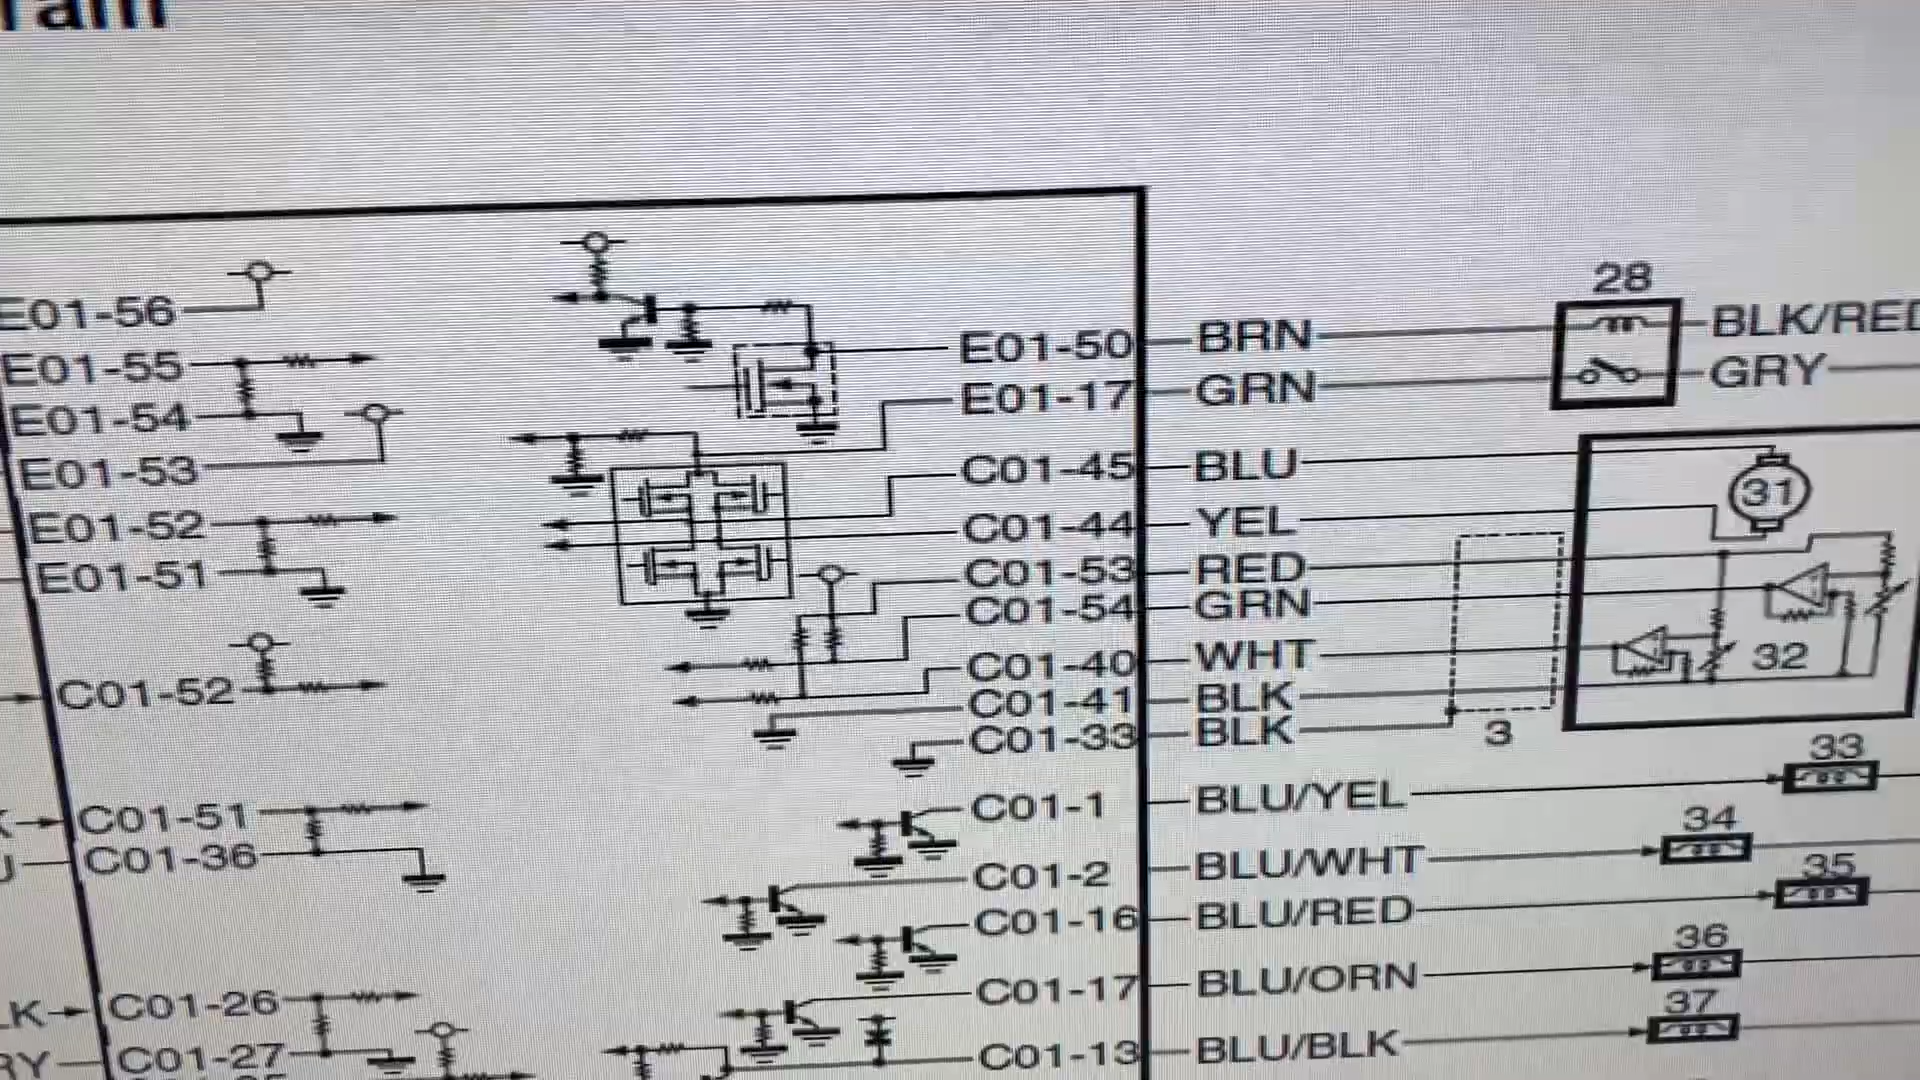 E01-56
E01-55
E01-54
E01-53
E01-52
E01-51
C01-52
C01-51
C01-36
C01-26
C01-27
E01-50 BRN 28 BLK/RED
E01-17 GRN GRY
C01-45 BLU 31
C01-44 YEL
C01-53 RED
C01-54 GRN
C01-40 WHT 32
C01-41 BLK
C01-33 BLK 3
C01-1 BLU/YEL 33
C01-2 BLU/WHT 34
C01-16 BLU/RED 35
C01-17 BLU/ORN 36
C01-13 BLU/BLK 37